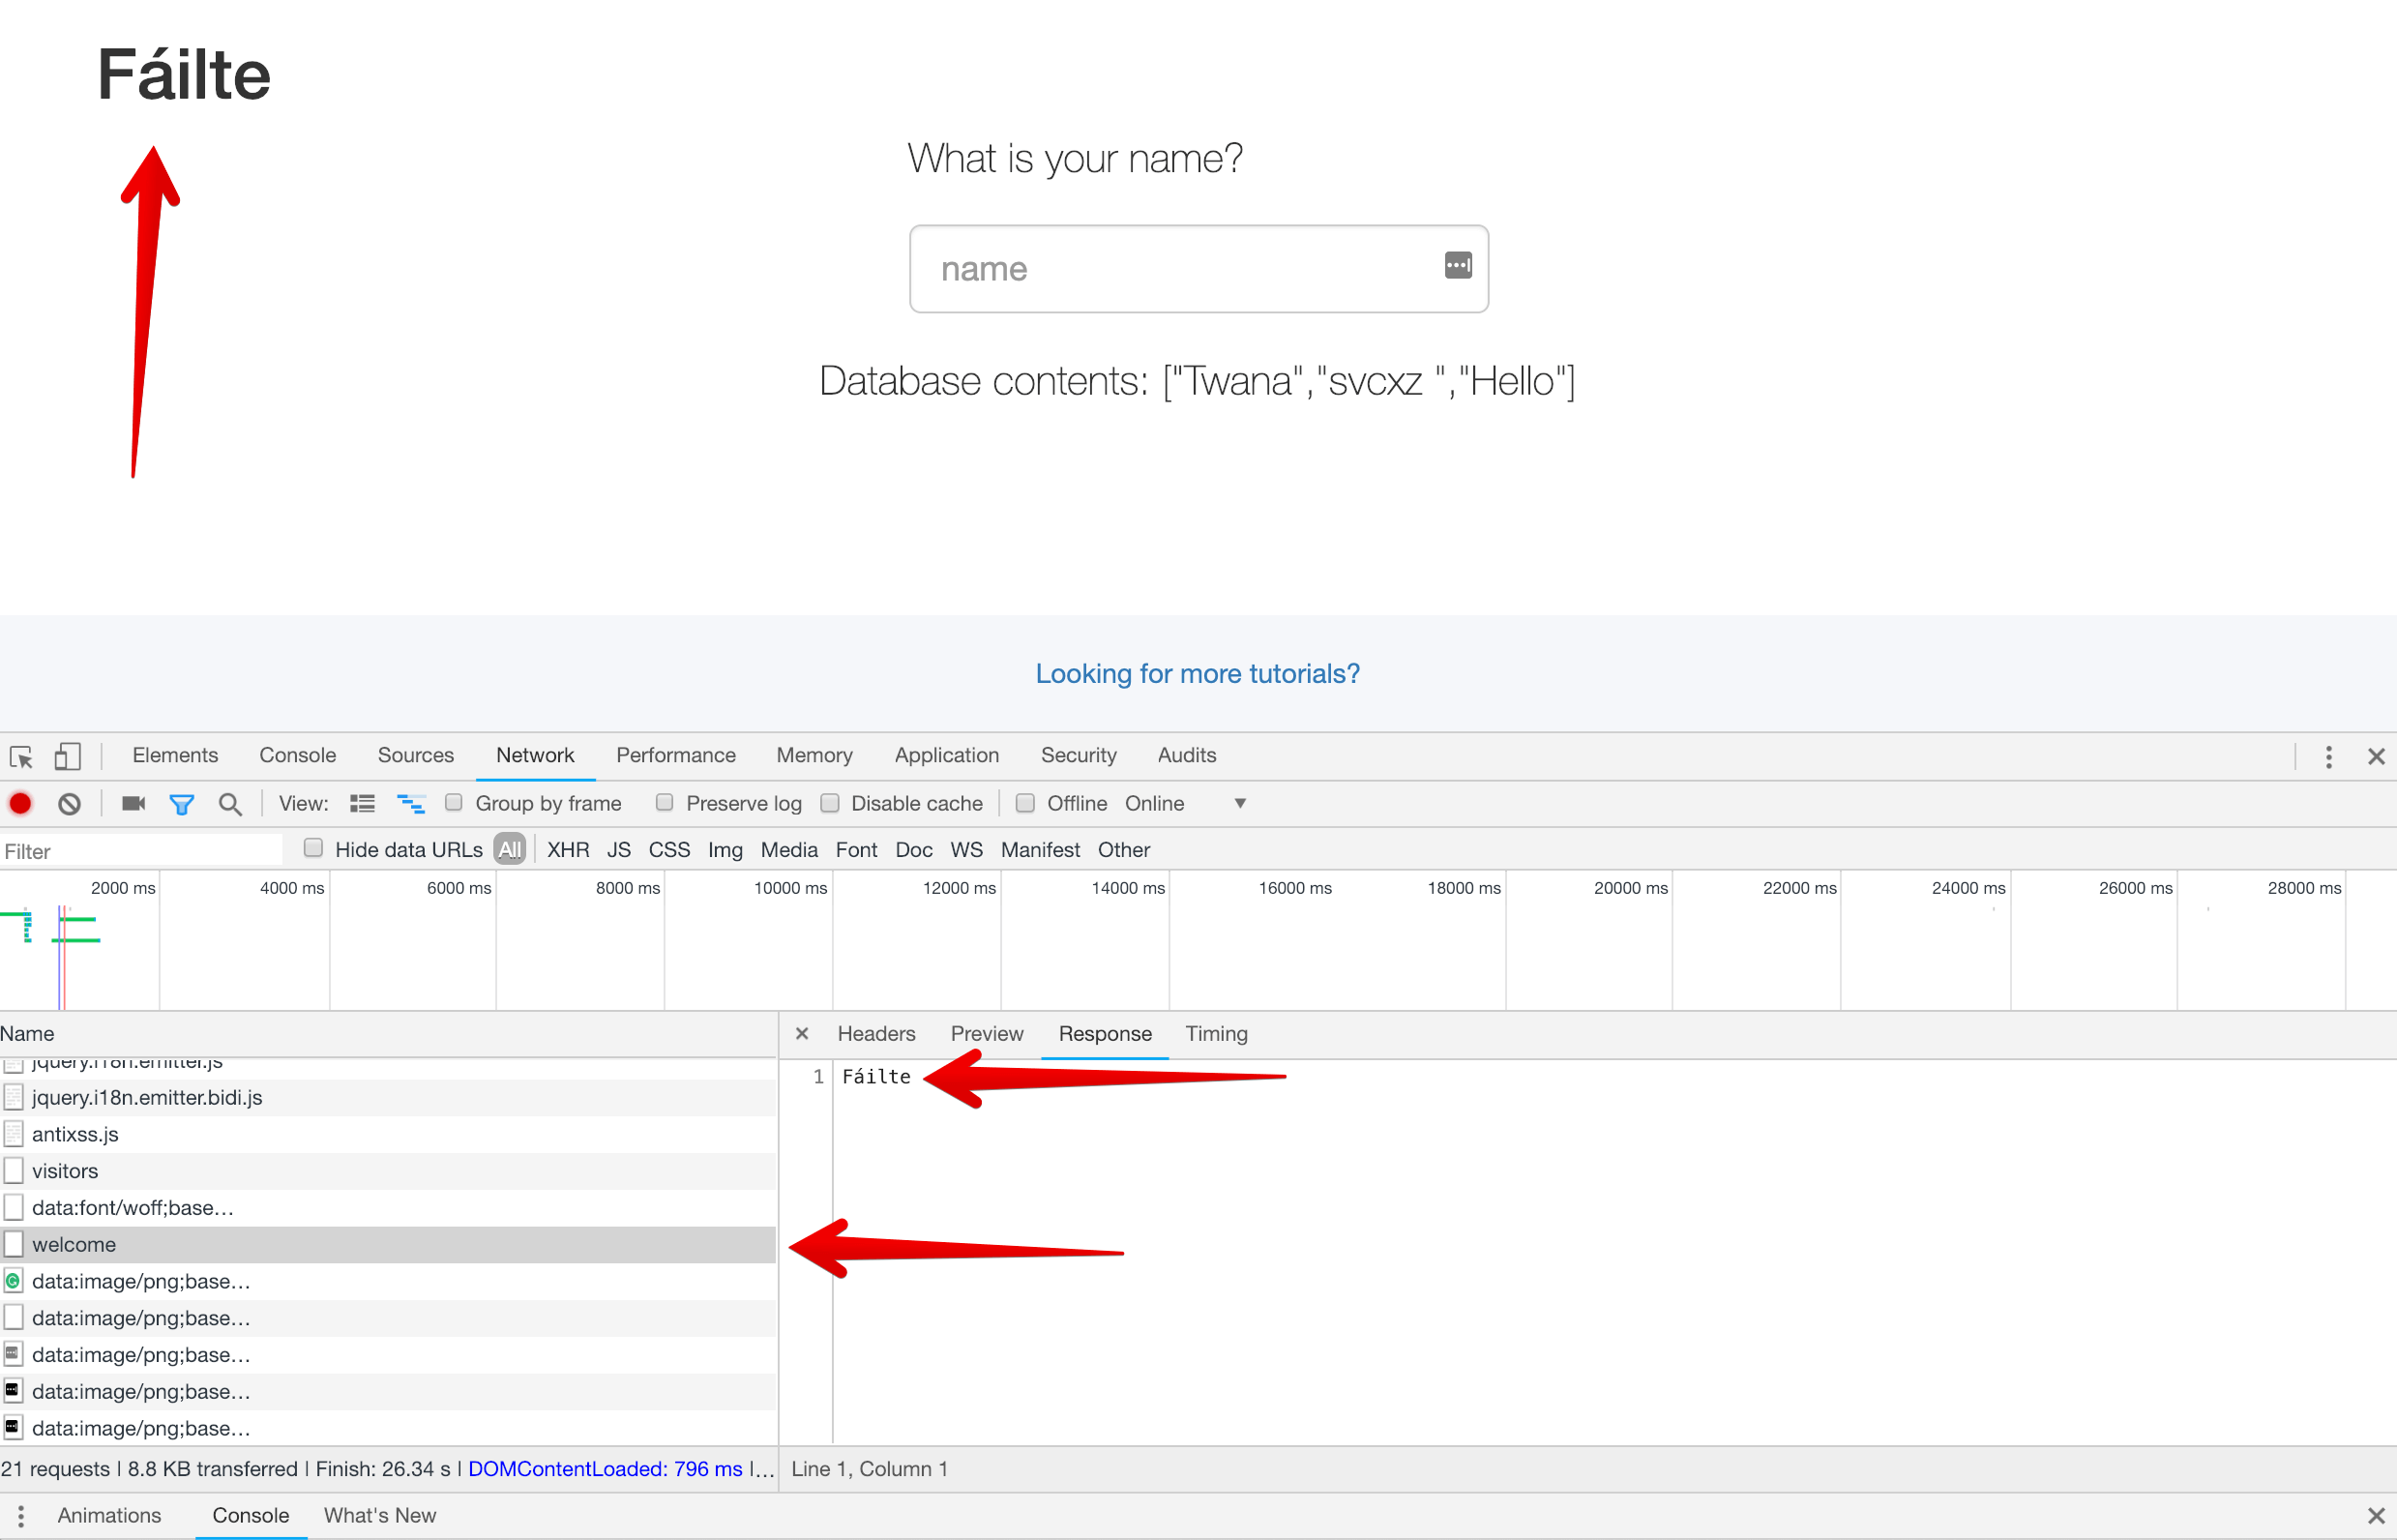 Fáilte
What is your name?
name
Database contents: ["Twana","svcxz ","Hello"]
Looking for more tutorials?
Elements Console Sources Network Performance Memory Application Security Audits
View: Group by frame Preserve log Disable cache Offline Online
Filter Hide data URLs All XHR JS CSS Img Media Font Doc WS Manifest Other
2000 ms 4000 ms 6000 ms 8000 ms 10000 ms 12000 ms 14000 ms 16000 ms 18000 ms 20000 ms 22000 ms 24000 ms 26000 ms 28000 ms
Name
jquery.i18n.emitter.js
jquery.i18n.emitter.bidi.js
antixss.js
visitors
data:font/woff;base…
welcome
data:image/png;base…
data:image/png;base…
data:image/png;base…
data:image/png;base…
data:image/png;base…
21 requests | 8.8 KB transferred | Finish: 26.34 s | DOMContentLoaded: 796 ms |…
Headers Preview Response Timing
1 Fáilte
Line 1, Column 1
Animations Console What's New